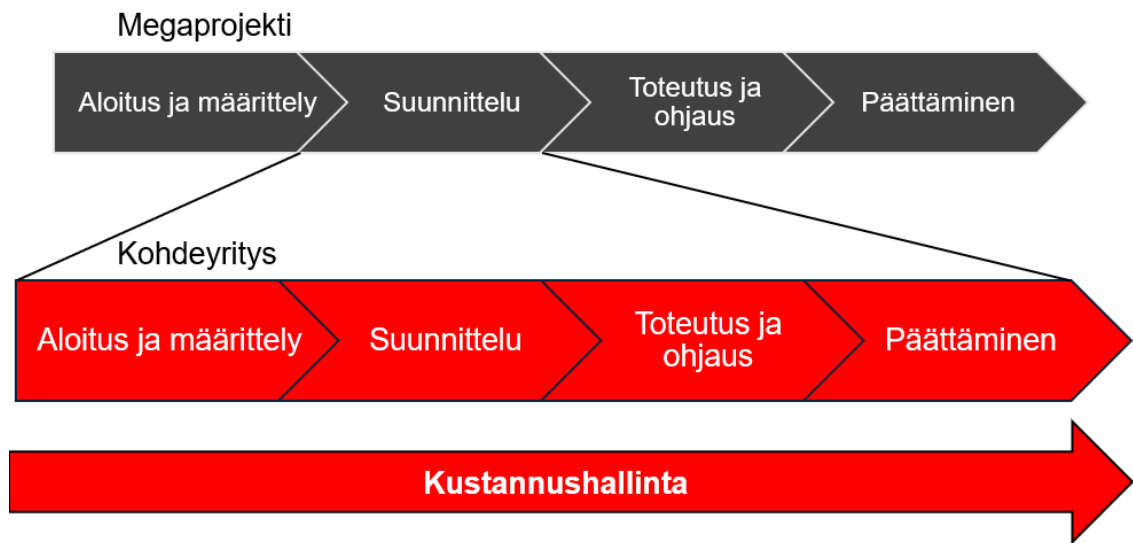 Megaprojekti
Aloitus ja määrittely
Suunnittelu
Toteutus ja
ohjaus
Päättäminen
Kohdeyritys
Aloitus ja määrittely
Suunnittelu
Toteutus ja
ohjaus
Päättäminen
Kustannushallinta